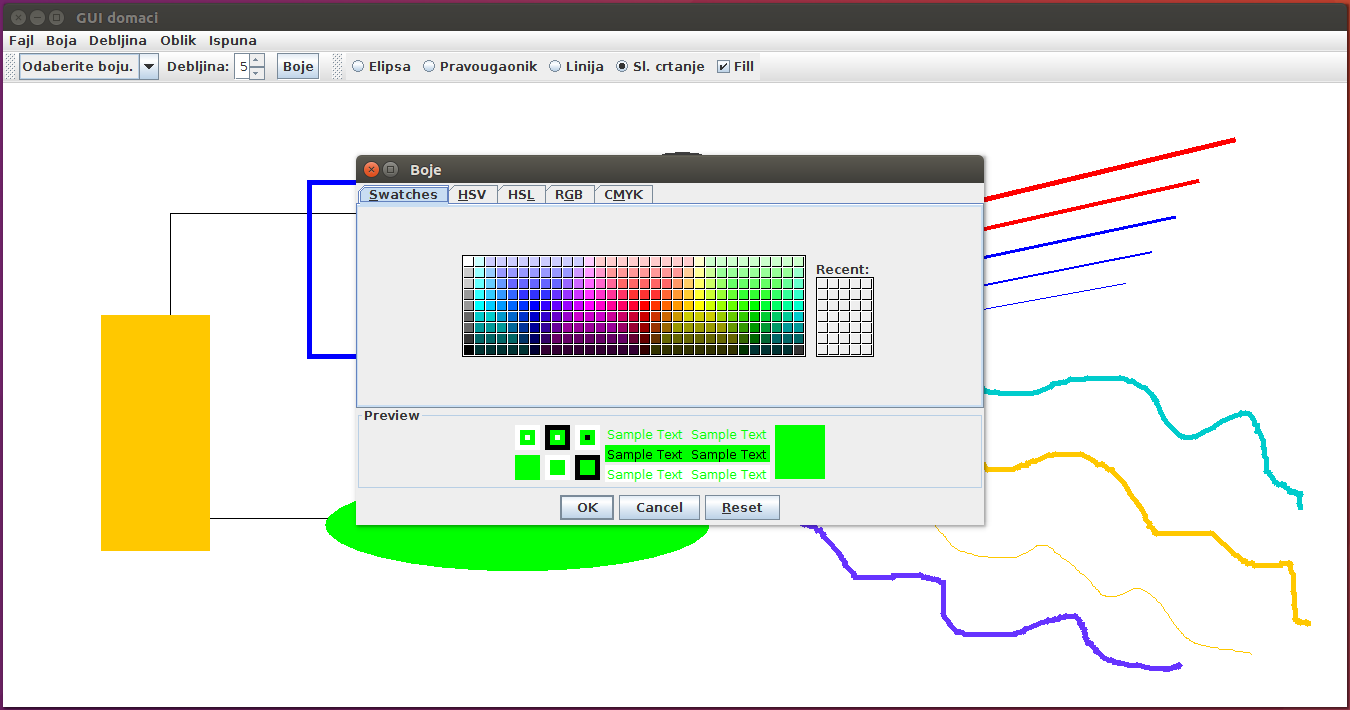 GUI domaci
Fajl Boja Debljina Oblik Ispuna
Odaberite boju. Debljina: 5 Boje Elipsa Pravougaonik Linija Sl. crtanje Fill
Boje
Swatches HSV HSL RGB CMYK
Recent:
Preview
Sample Text Sample Text
Sample Text Sample Text
Sample Text Sample Text
OK Cancel Reset